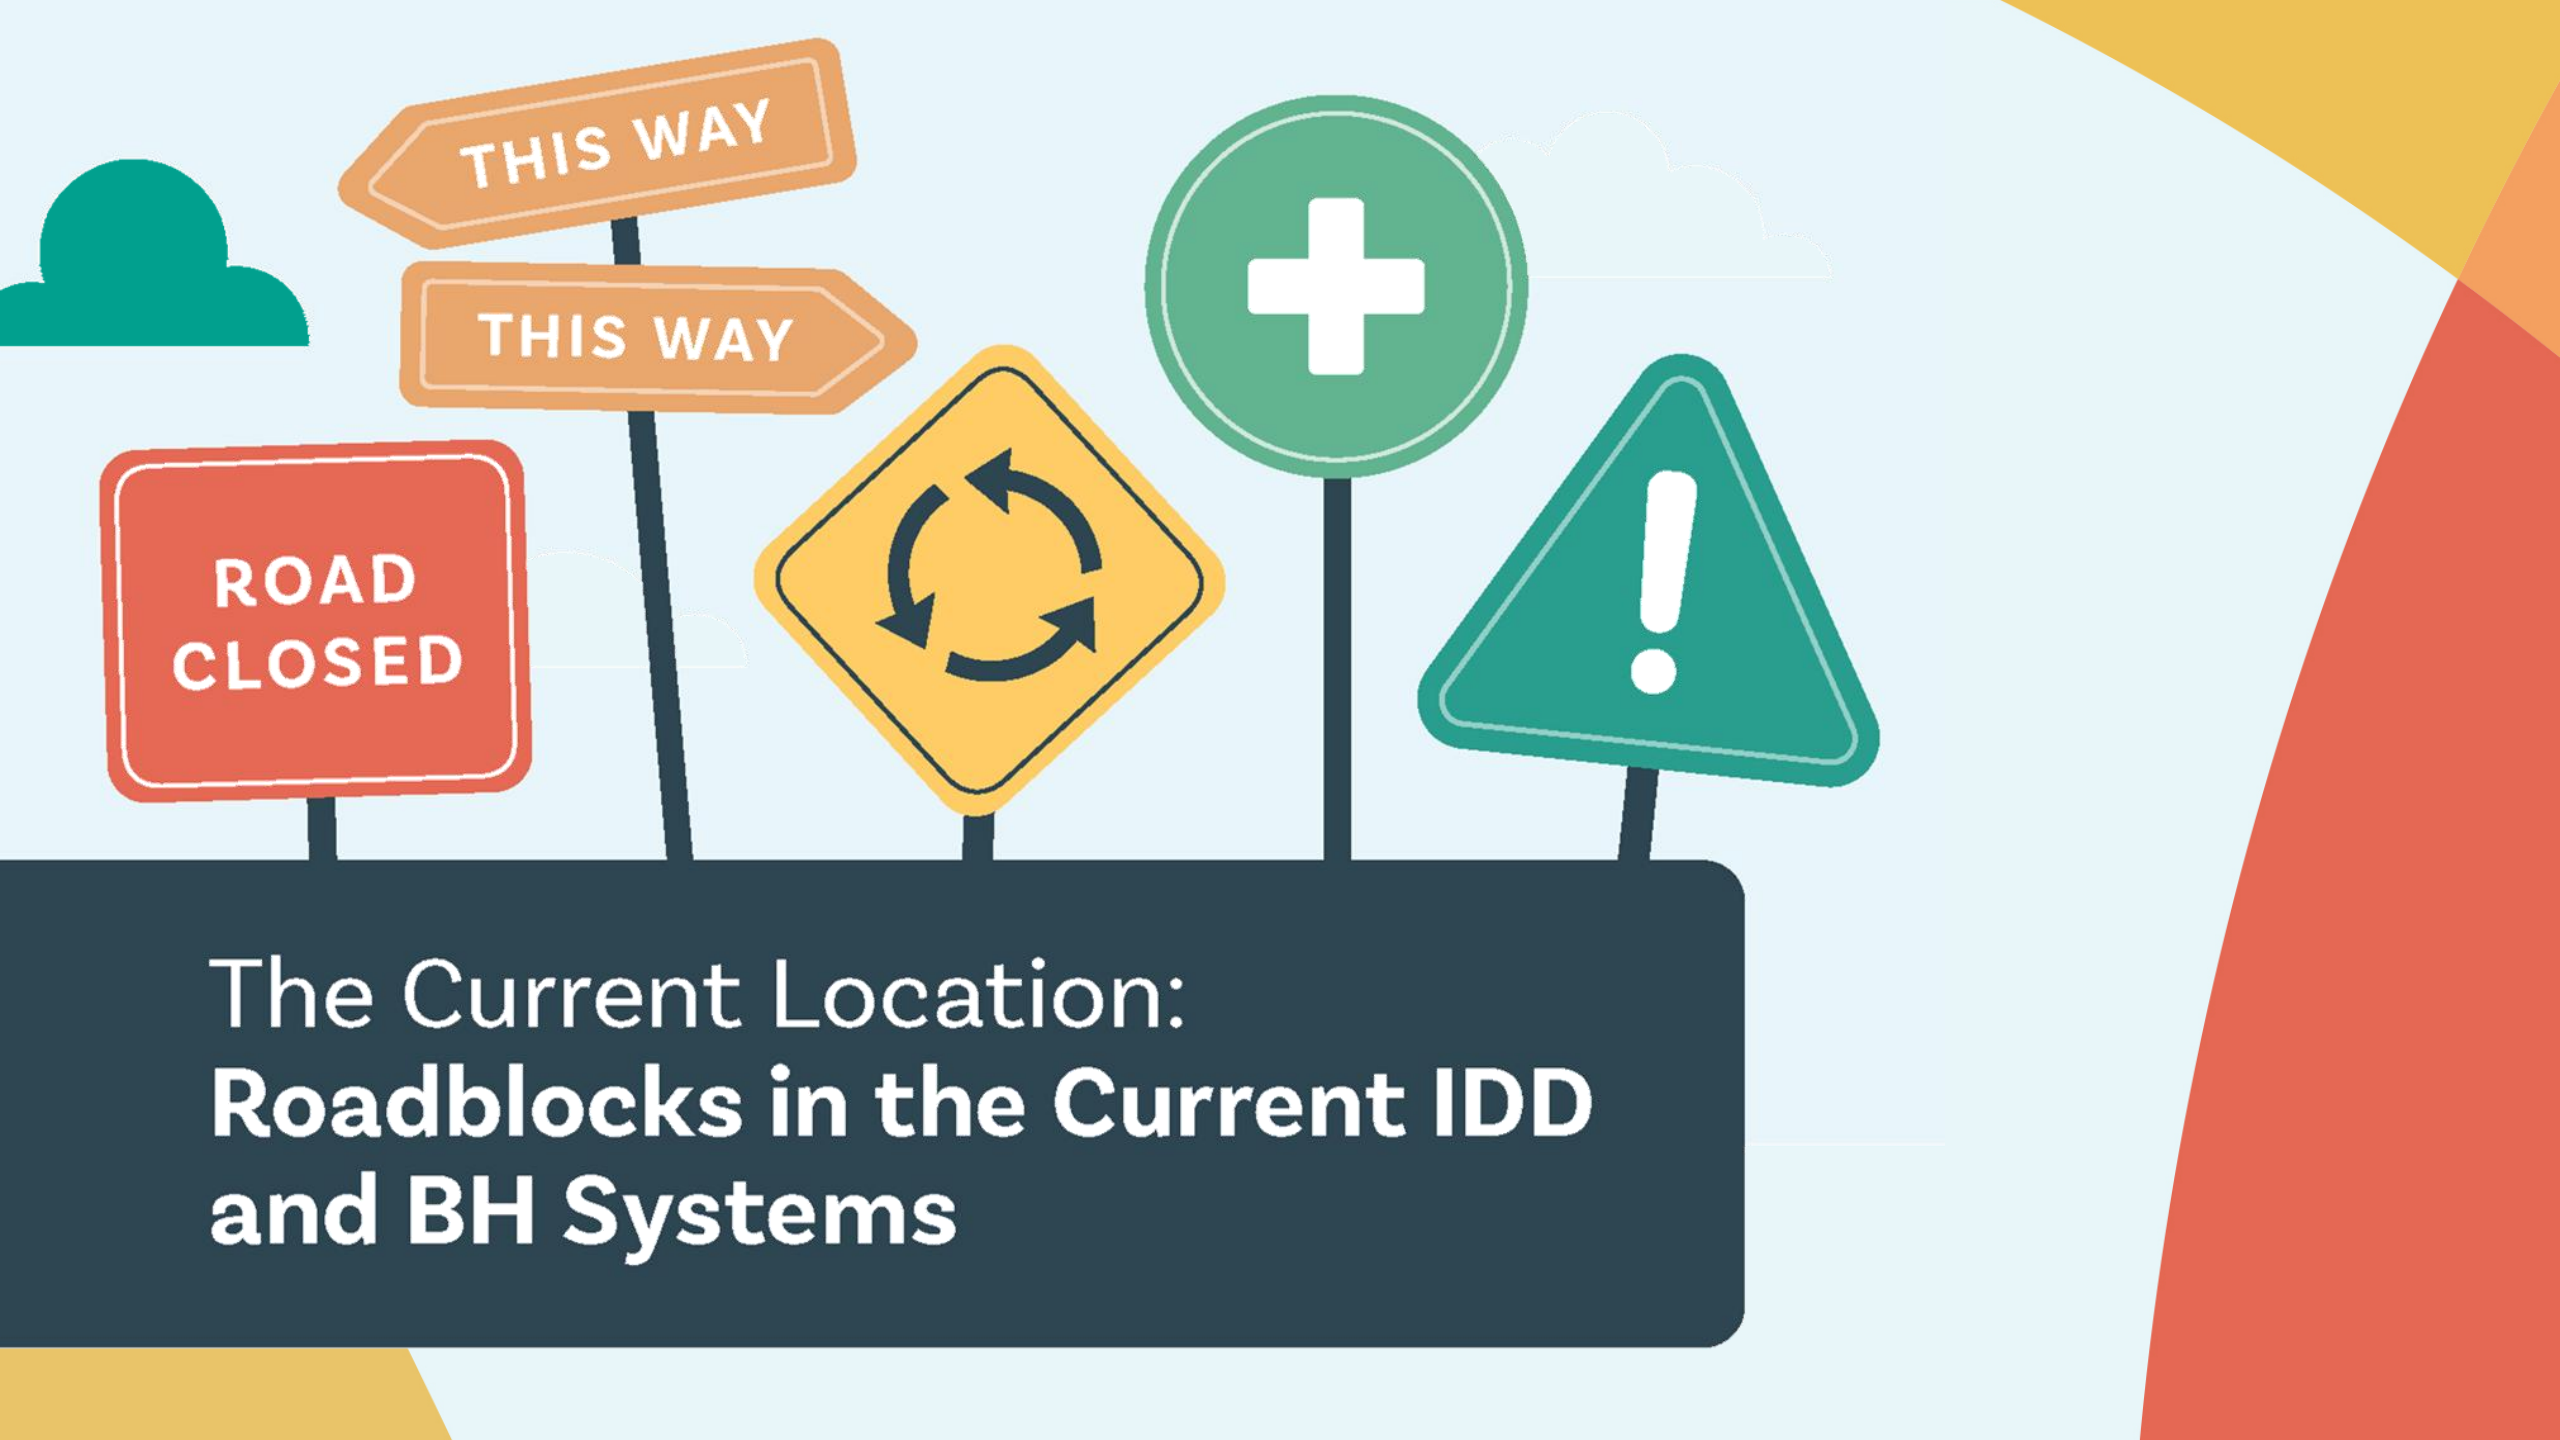 THIS WAY
THIS WAY
ROAD
CLOSED
The Current Location:
Roadblocks in the Current IDD
and BH Systems